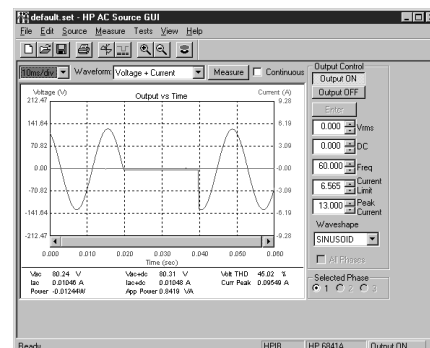 default.set - HP AC Source GUI
File Edit Source Measure Tests View Help
10ms/div Waveform: Voltage + Current Measure Continuous
Output Control
Output ON
Output OFF
Enter
0.000 Vrms
0.000 DC
60.000 Freq
6.565 Current Limit
13.000 Peak Current
Waveshape
SINUSOID
All Phases
Selected Phase
1 2 3
Voltage (V) Output vs Time Current (A)
212.47 9.28
141.64 6.19
70.82 3.09
0.00 -0.00
-70.82 -3.09
-141.64 -6.19
-212.47 -9.28
0.000 0.010 0.020 0.030 0.040 0.050 0.060
Time (sec)
Vac 80.24 V Vac+dc 80.31 V Volt THD 45.02 %
Iac 0.01046 A Iac+dc 0.01048 A Curr Peak 0.09549 A
Power -0.01244W App Power 0.8419 VA
Ready HPIB HP 6841A Output ON